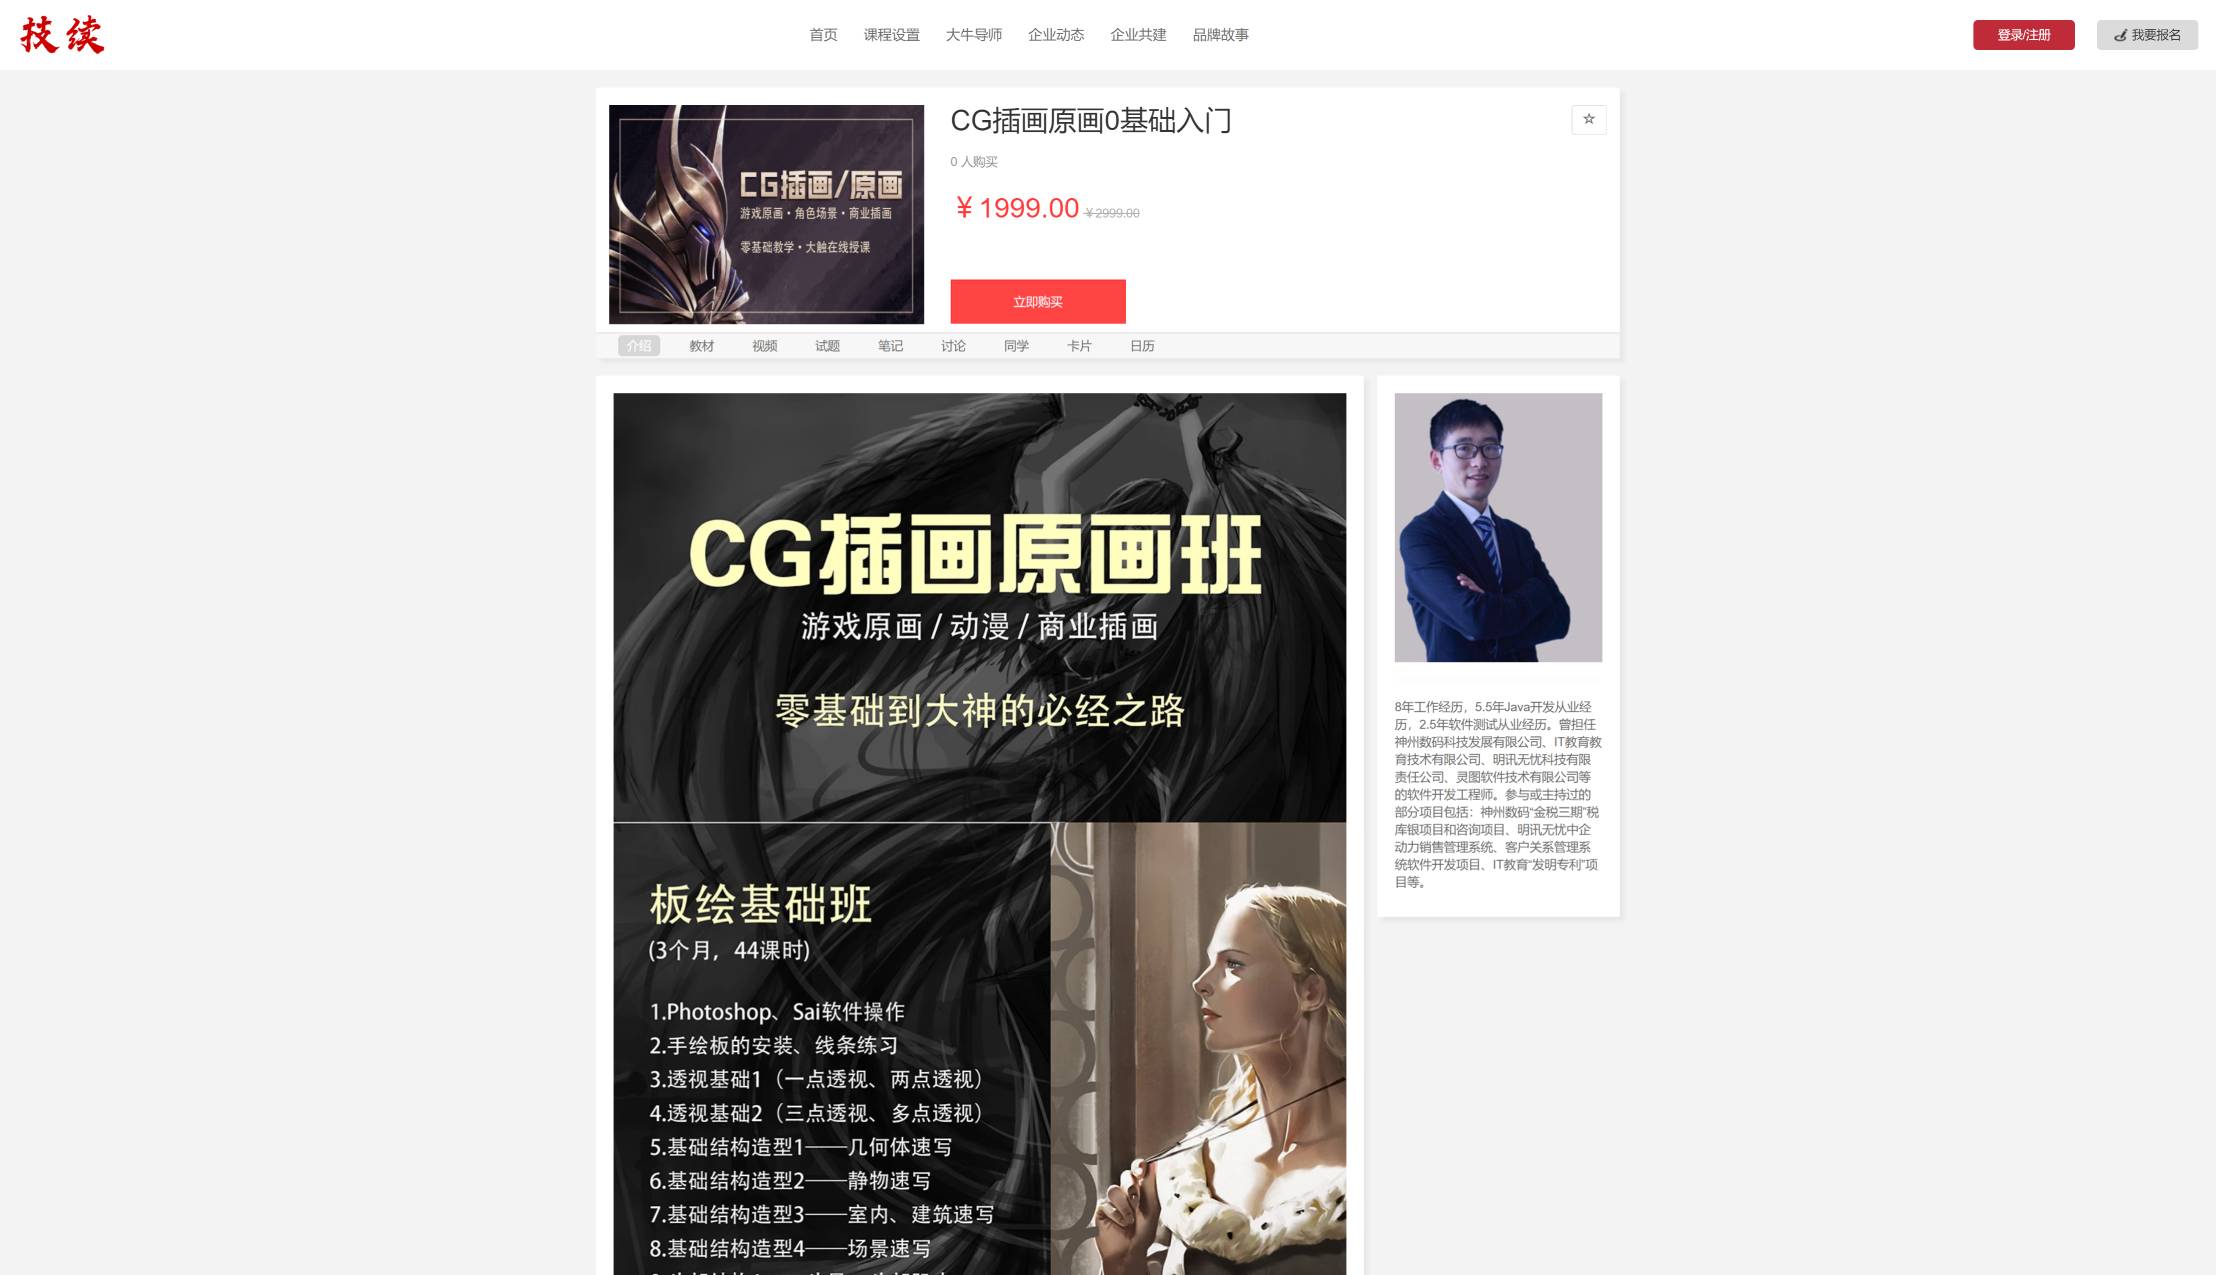 技续
首页 课程设置 大牛导师 企业动态 企业共建 品牌故事
登录/注册
我要报名
CG插画/原画
游戏原画·角色场景·商业插画
零基础教学·大触在线授课
CG插画原画0基础入门
☆
0 人购买
￥1999.00 ￥2999.00
立即购买
介绍 教材 视频 试题 笔记 讨论 同学 卡片 日历
CG插画原画班
游戏原画 / 动漫 / 商业插画
零基础到大神的必经之路
板绘基础班
(3个月，44课时)
1.Photoshop、Sai软件操作
2.手绘板的安装、线条练习
3.透视基础1（一点透视、两点透视）
4.透视基础2（三点透视、多点透视）
5.基础结构造型1——几何体速写
6.基础结构造型2——静物速写
7.基础结构造型3——室内、建筑速写
8.基础结构造型4——场景速写
8年工作经历，5.5年Java开发从业经
历，2.5年软件测试从业经历。曾担任
神州数码科技发展有限公司、IT教育教
育技术有限公司、明讯无忧科技有限
责任公司、灵图软件技术有限公司等
的软件开发工程师。参与或主持过的
部分项目包括：神州数码“金税三期”税
库银项目和咨询项目、明讯无忧中企
动力销售管理系统、客户关系管理系
统软件开发项目、IT教育“发明专利”项
目等。